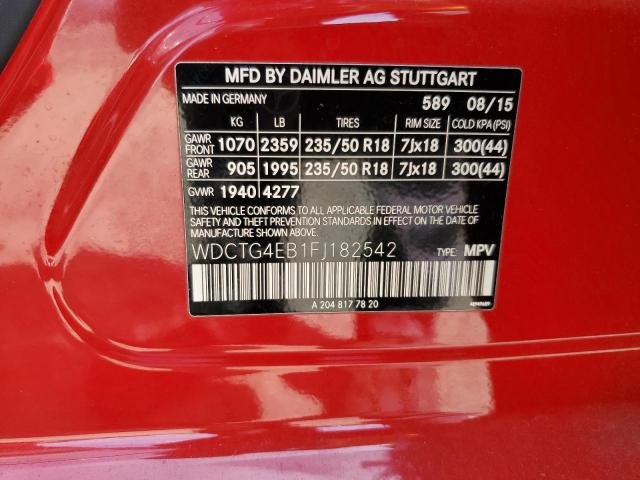 MFD BY DAIMLER AG STUTTGART
MADE IN GERMANY 589 08/15
KG LB TIRES RIM SIZE COLD KPA (PSI)
GAWR FRONT 1070 2359 235/50 R18 7Jx18 300(44)
GAWR REAR 905 1995 235/50 R18 7Jx18 300(44)
GVWR 1940 4277
THIS VEHICLE CONFORMS TO ALL APPLICABLE FEDERAL MOTOR VEHICLE
SAFETY AND THEFT PREVENTION STANDARDS IN EFFECT ON THE DATE OF
MANUFACTURE SHOWN ABOVE.
WDCTG4EB1FJ182542 TYPE: MPV
A 204 817 78 20